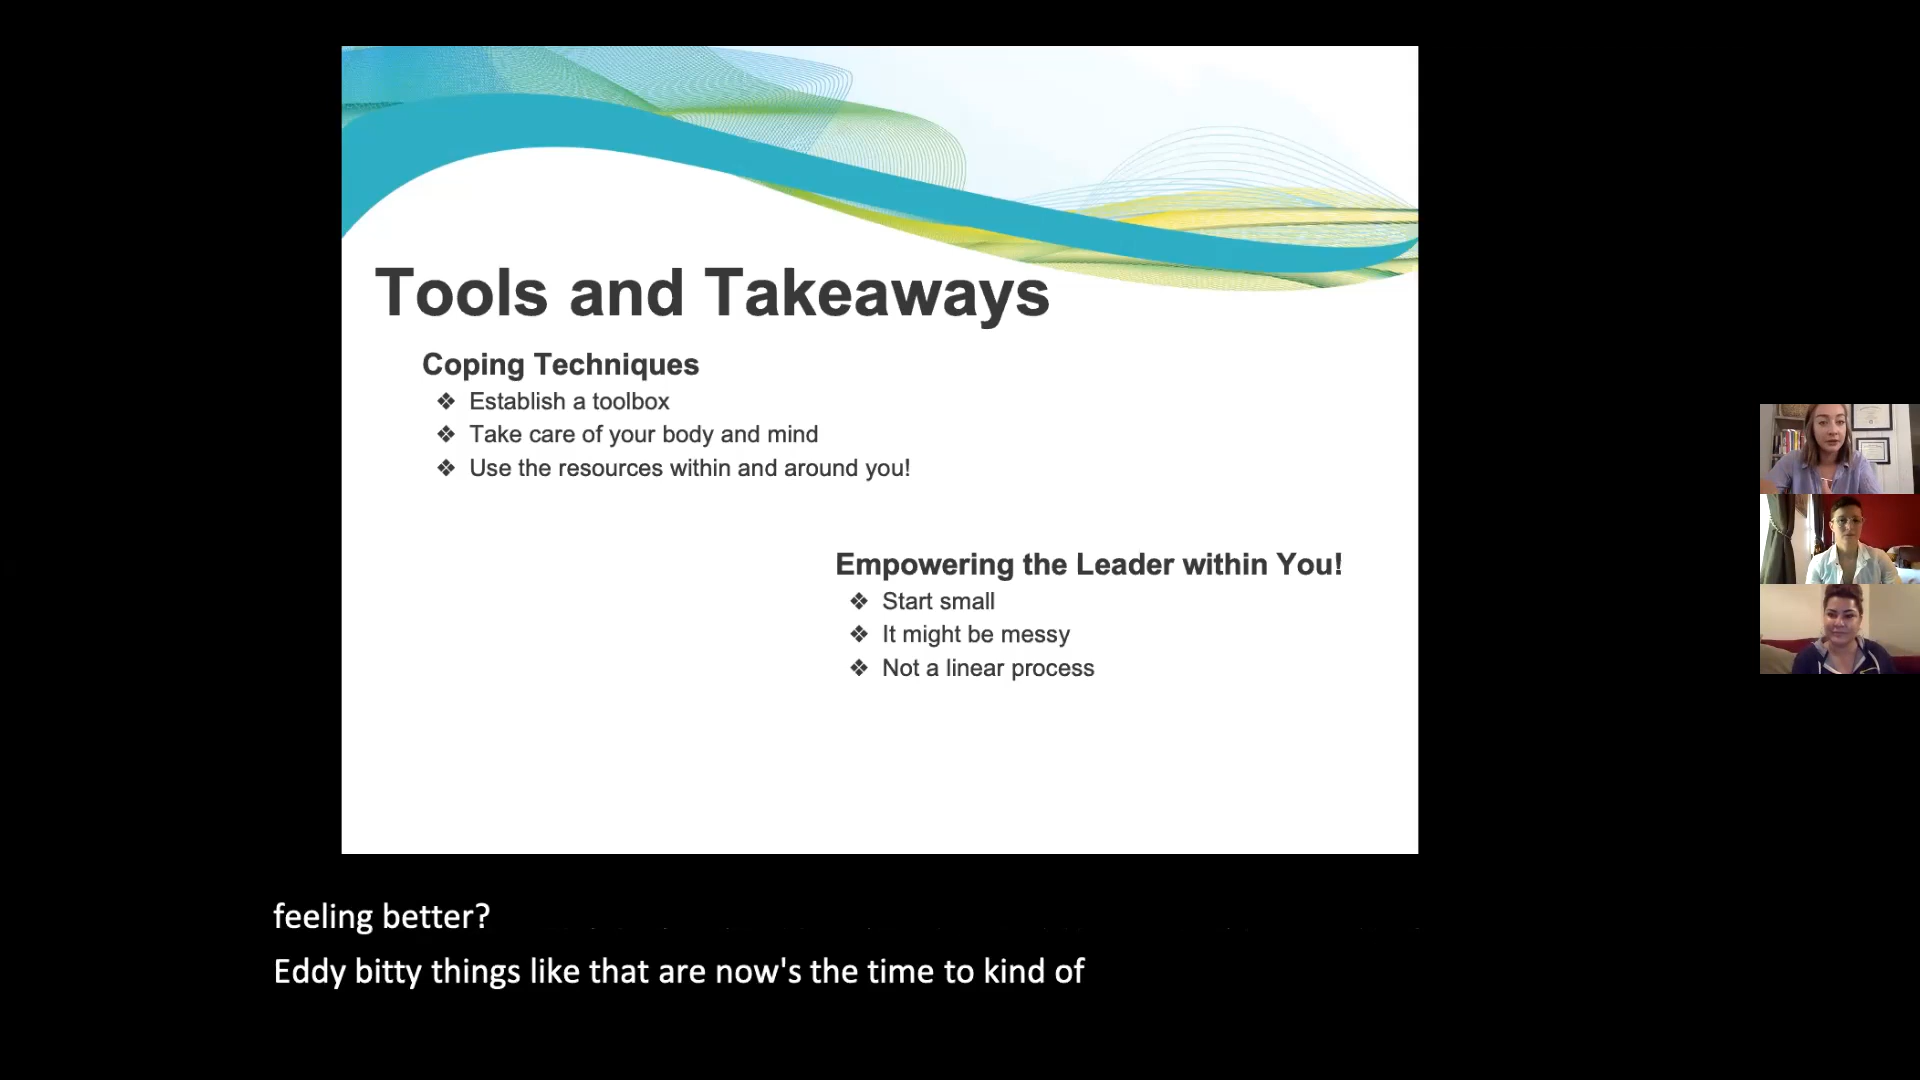 Tools and Takeaways
Coping Techniques
❖ Establish a toolbox
❖ Take care of your body and mind
❖ Use the resources within and around you!
Empowering the Leader within You!
❖ Start small
❖ It might be messy
❖ Not a linear process
feeling better?
Eddy bitty things like that are now's the time to kind of